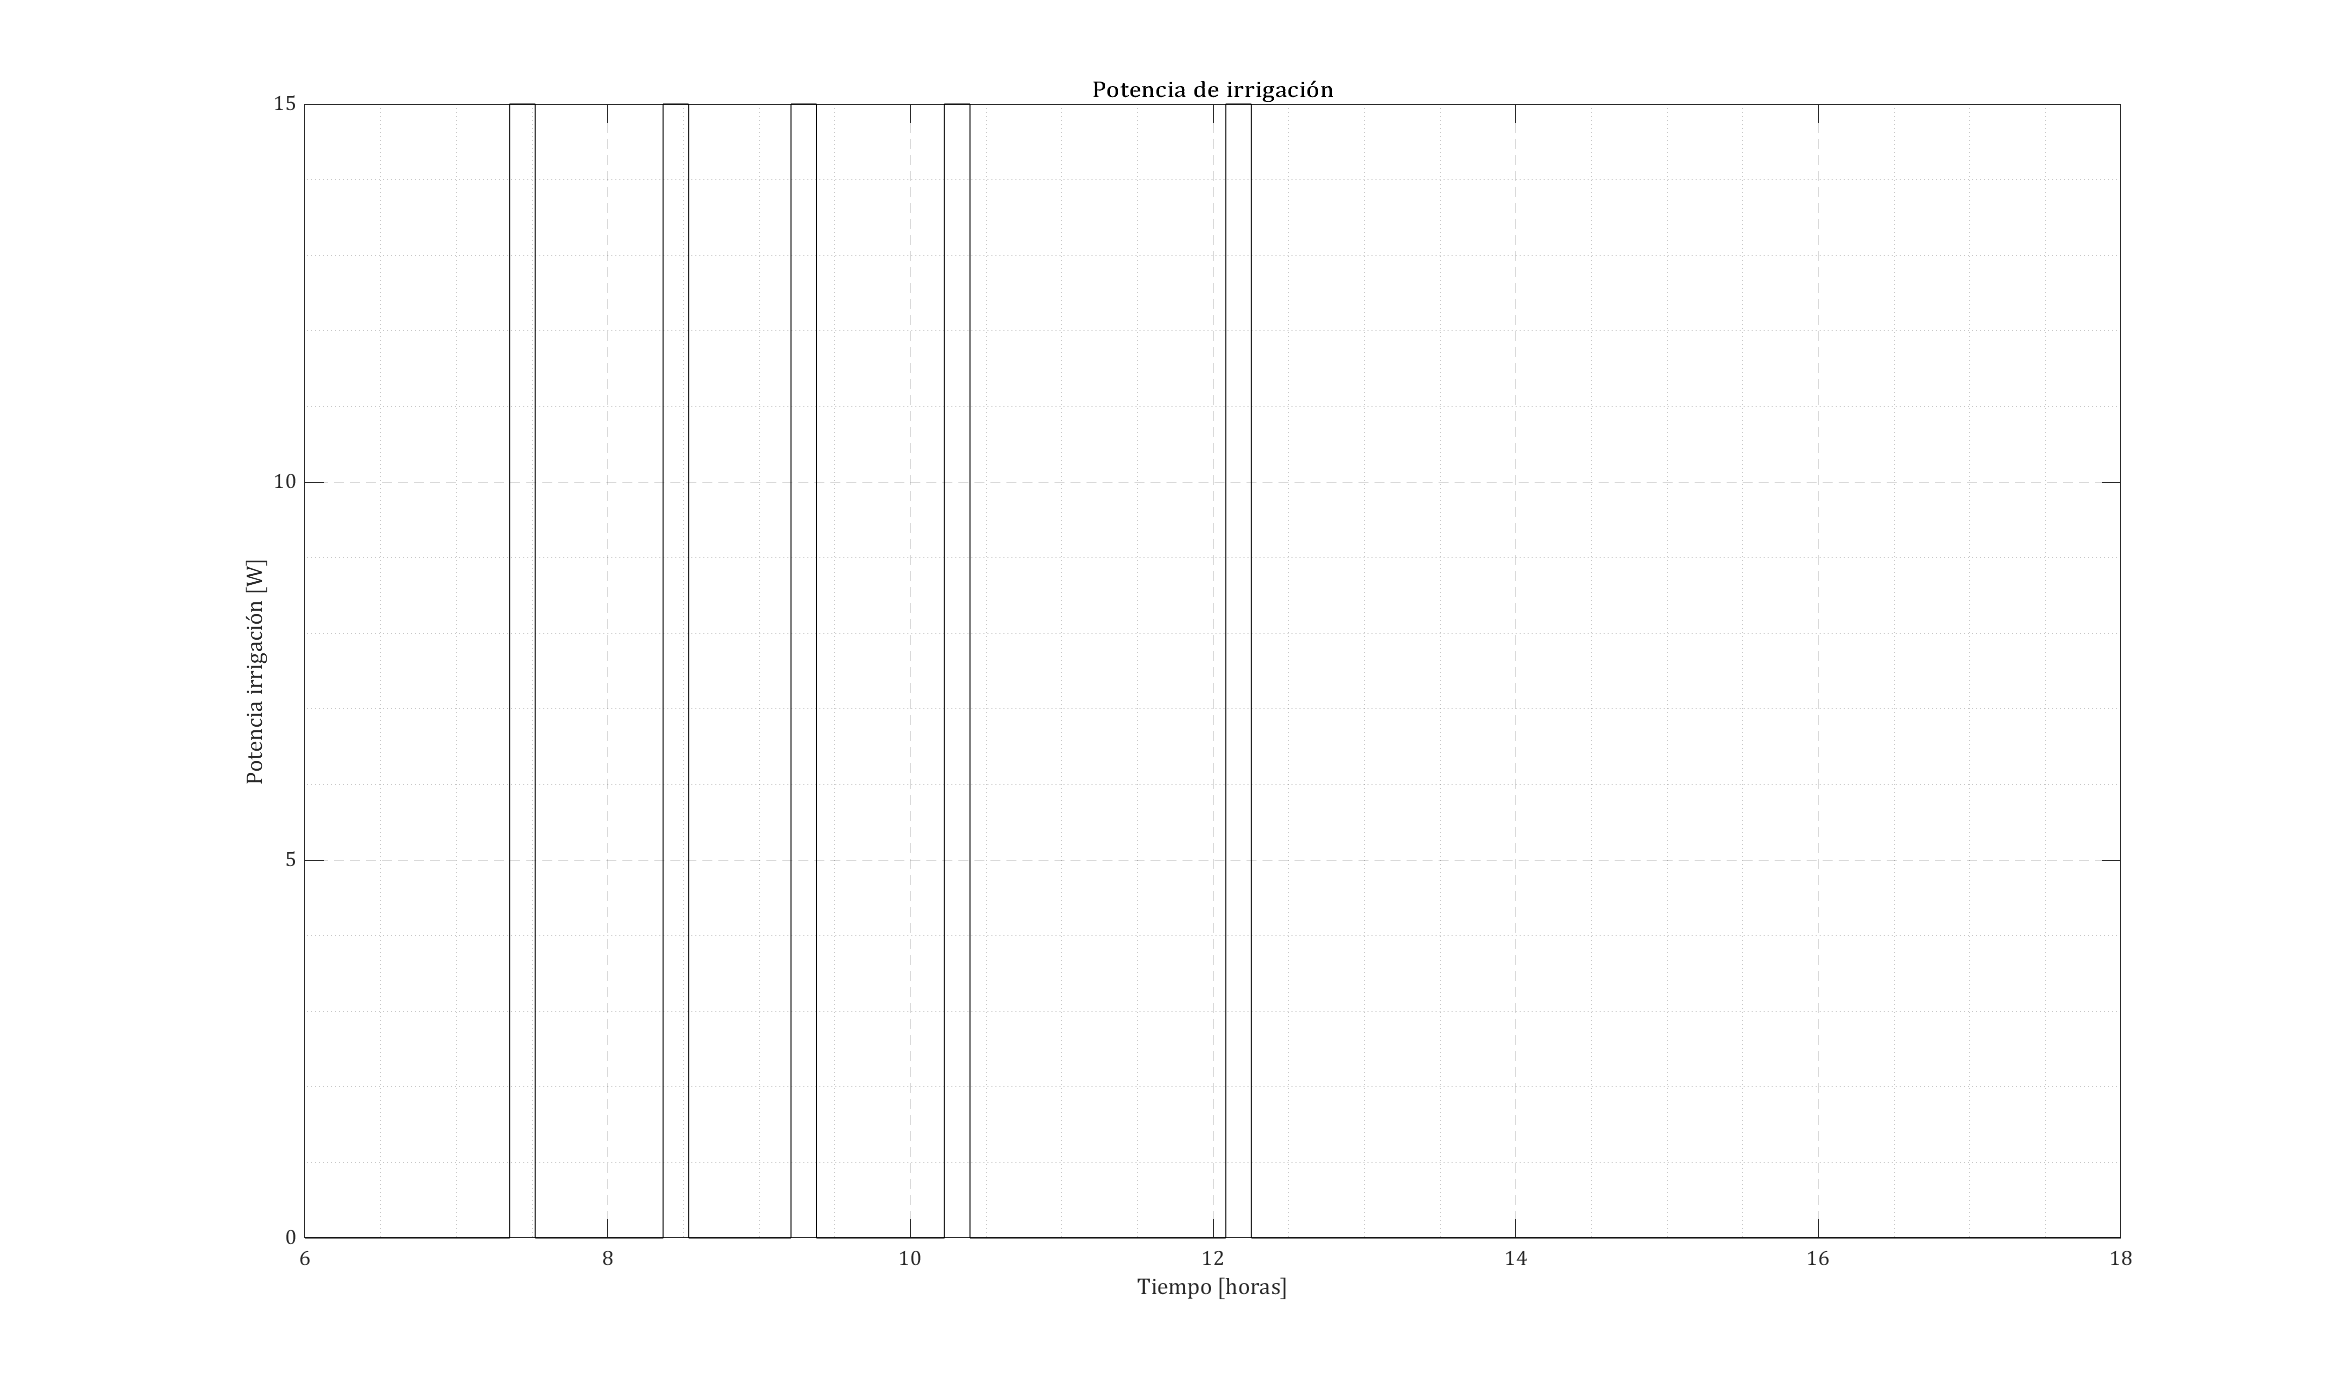 Potencia de irrigación
15
10
5
0
Potencia irrigación [W]
6 8 10 12 14 16 18
Tiempo [horas]